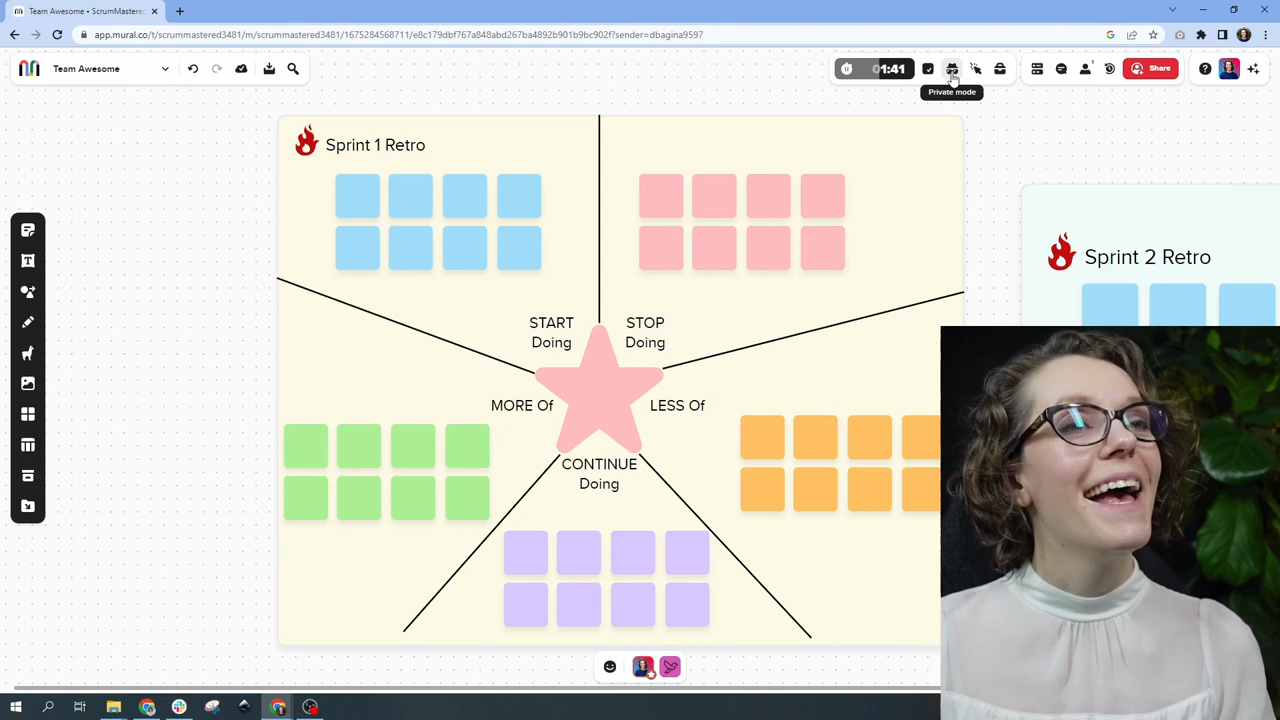 Team Awesome • ScrumMastere
app.mural.co/t/scrummastered3481/m/scrummastered3481/1675284568711/e8c179dbf767a848abd267ba4892b901b9bc902f?sender=dbagina9597
Team Awesome
01:41
Share
Private mode
Sprint 1 Retro
Sprint 2 Retro
START
Doing
STOP
Doing
MORE Of
LESS Of
CONTINUE
Doing